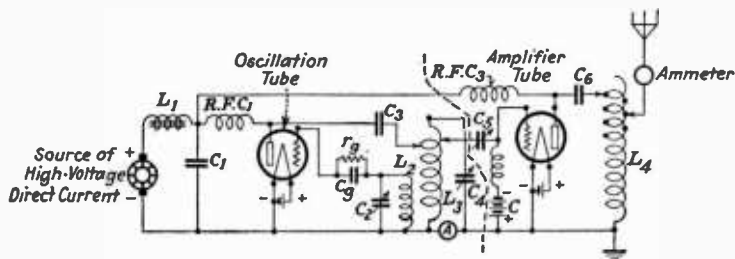 Oscillation
Tube
Amplifier
Tube
Ammeter
R.F.C3
C6
L1
R.F.C1
C3
C5
Source of +
High-Voltage
Direct Current -
C1
rg
Cg
C2
L2
L3
C4
L4
- +
A
-
C
+
- +